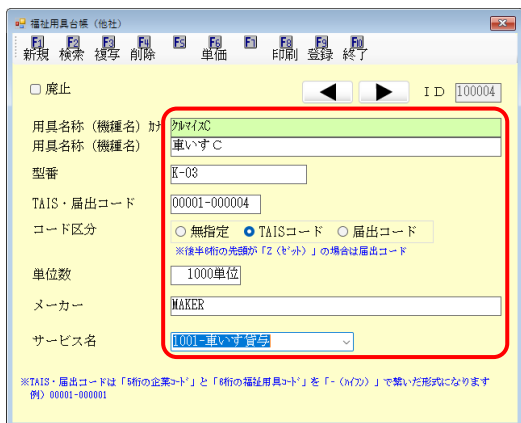 福祉用具台帳（他社）
F1 F2 F3 F4 F5 F6 F7 F8 F9 F10
新規 検索 複写 削除 単価 印刷 登録 終了
廃止
ＩＤ 100004
用具名称（機種名）ｶﾅ ｸﾙﾏｲｽC
用具名称（機種名） 車いすＣ
型番 K-03
TAIS・届出コード 00001-000004
コード区分 無指定 TAISコード 届出コード
※後半6桁の先頭が「Z（ｾﾞｯﾄ）」の場合は届出コード
単位数 1000単位
メーカー MAKER
サービス名 1001-車いす貸与
※TAIS・届出コードは「5桁の企業ｺｰﾄﾞ」と「6桁の福祉用具ｺｰﾄﾞ」を「-（ﾊｲﾌﾝ）」で繋いだ形式になります
例）00001-000001